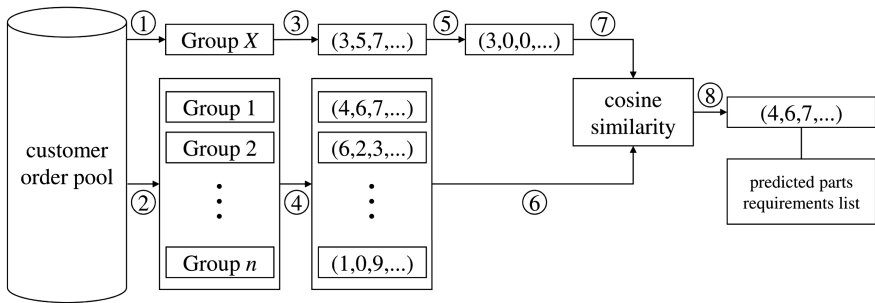 ① ③ ⑤ ⑦
Group X (3,5,7,...) (3,0,0,...)
customer
order pool
② ④ ⑥
Group 1 (4,6,7,...)
Group 2 (6,2,3,...)
Group n (1,0,9,...)
cosine
similarity
⑧
(4,6,7,...)
predicted parts
requirements list